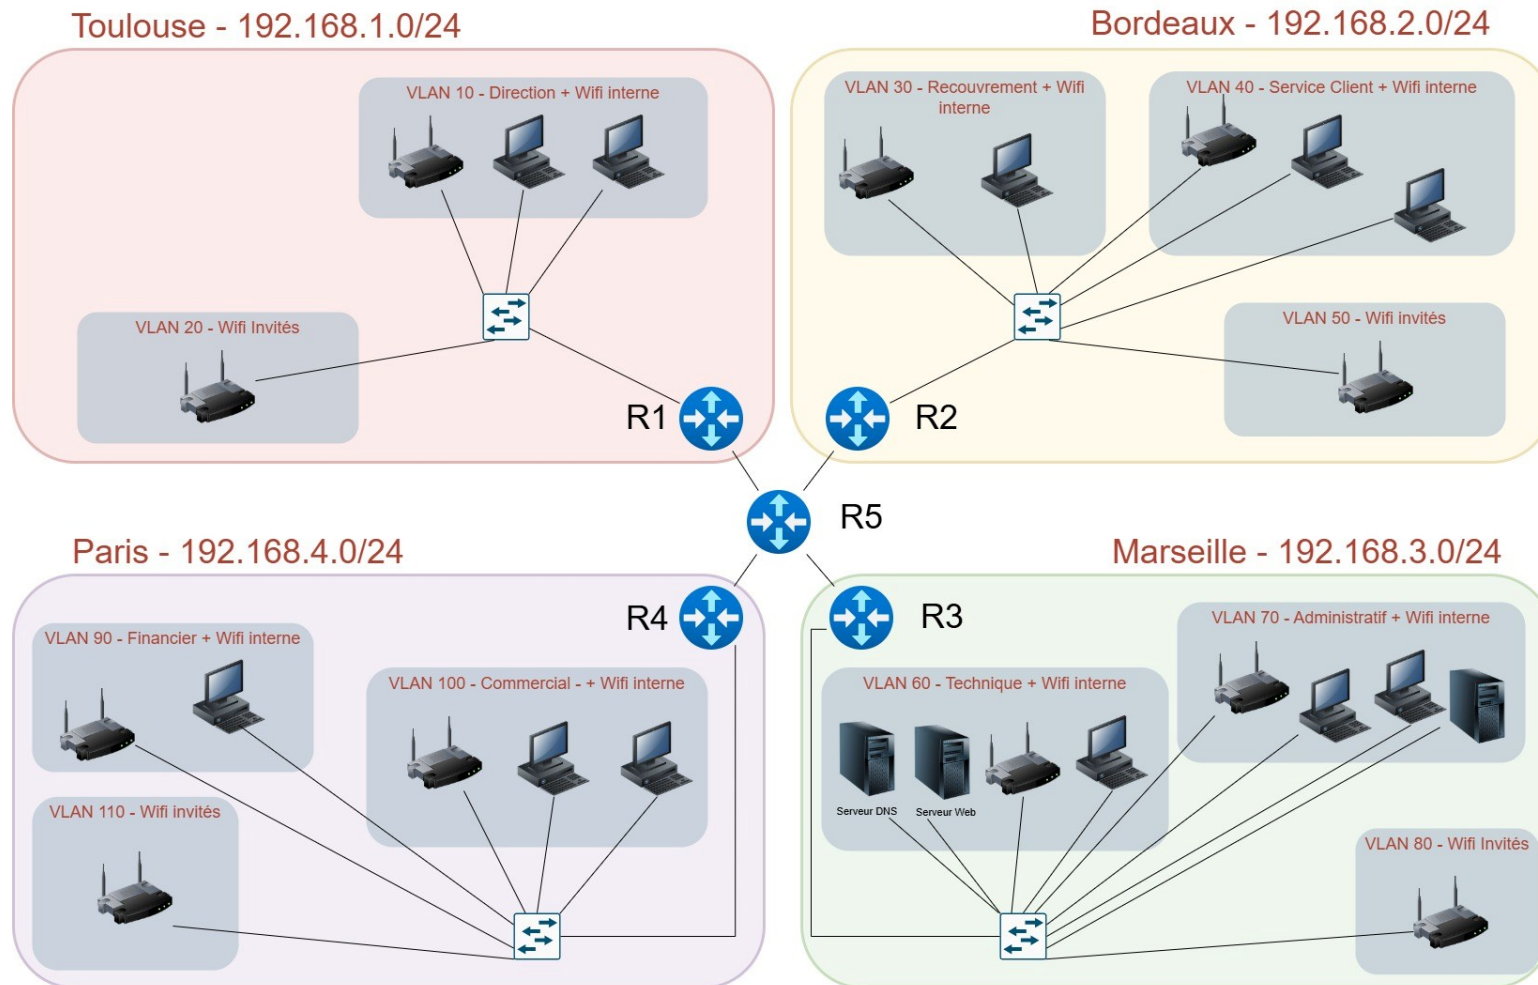 Toulouse - 192.168.1.0/24
VLAN 10 - Direction + Wifi interne
VLAN 20 - Wifi Invités
R1
Bordeaux - 192.168.2.0/24
VLAN 30 - Recouvrement + Wifi
interne
VLAN 40 - Service Client + Wifi interne
VLAN 50 - Wifi invités
R2
R5
Paris - 192.168.4.0/24
R4
VLAN 90 - Financier + Wifi interne
VLAN 100 - Commercial - + Wifi interne
VLAN 110 - Wifi invités
Marseille - 192.168.3.0/24
R3
VLAN 70 - Administratif + Wifi interne
VLAN 60 - Technique + Wifi interne
Serveur DNS
Serveur Web
VLAN 80 - Wifi Invités